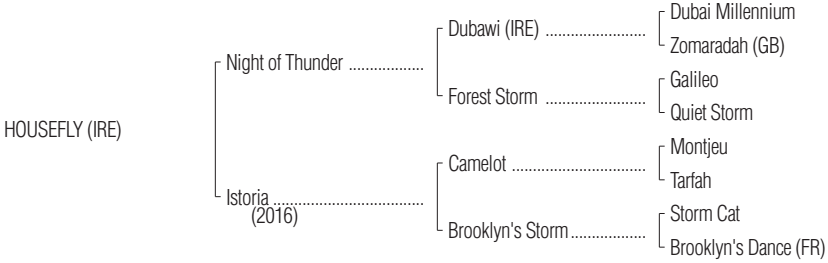 Dubai Millennium
Dubawi (IRE) .......................
Zomaradah (GB)
Night of Thunder ..................
Galileo
Forest Storm .......................
Quiet Storm
HOUSEFLY (IRE)
Montjeu
Camelot ...............................
Tarfah
Istoria ...................................
(2016)
Storm Cat
Brooklyn's Storm .................
Brooklyn's Dance (FR)